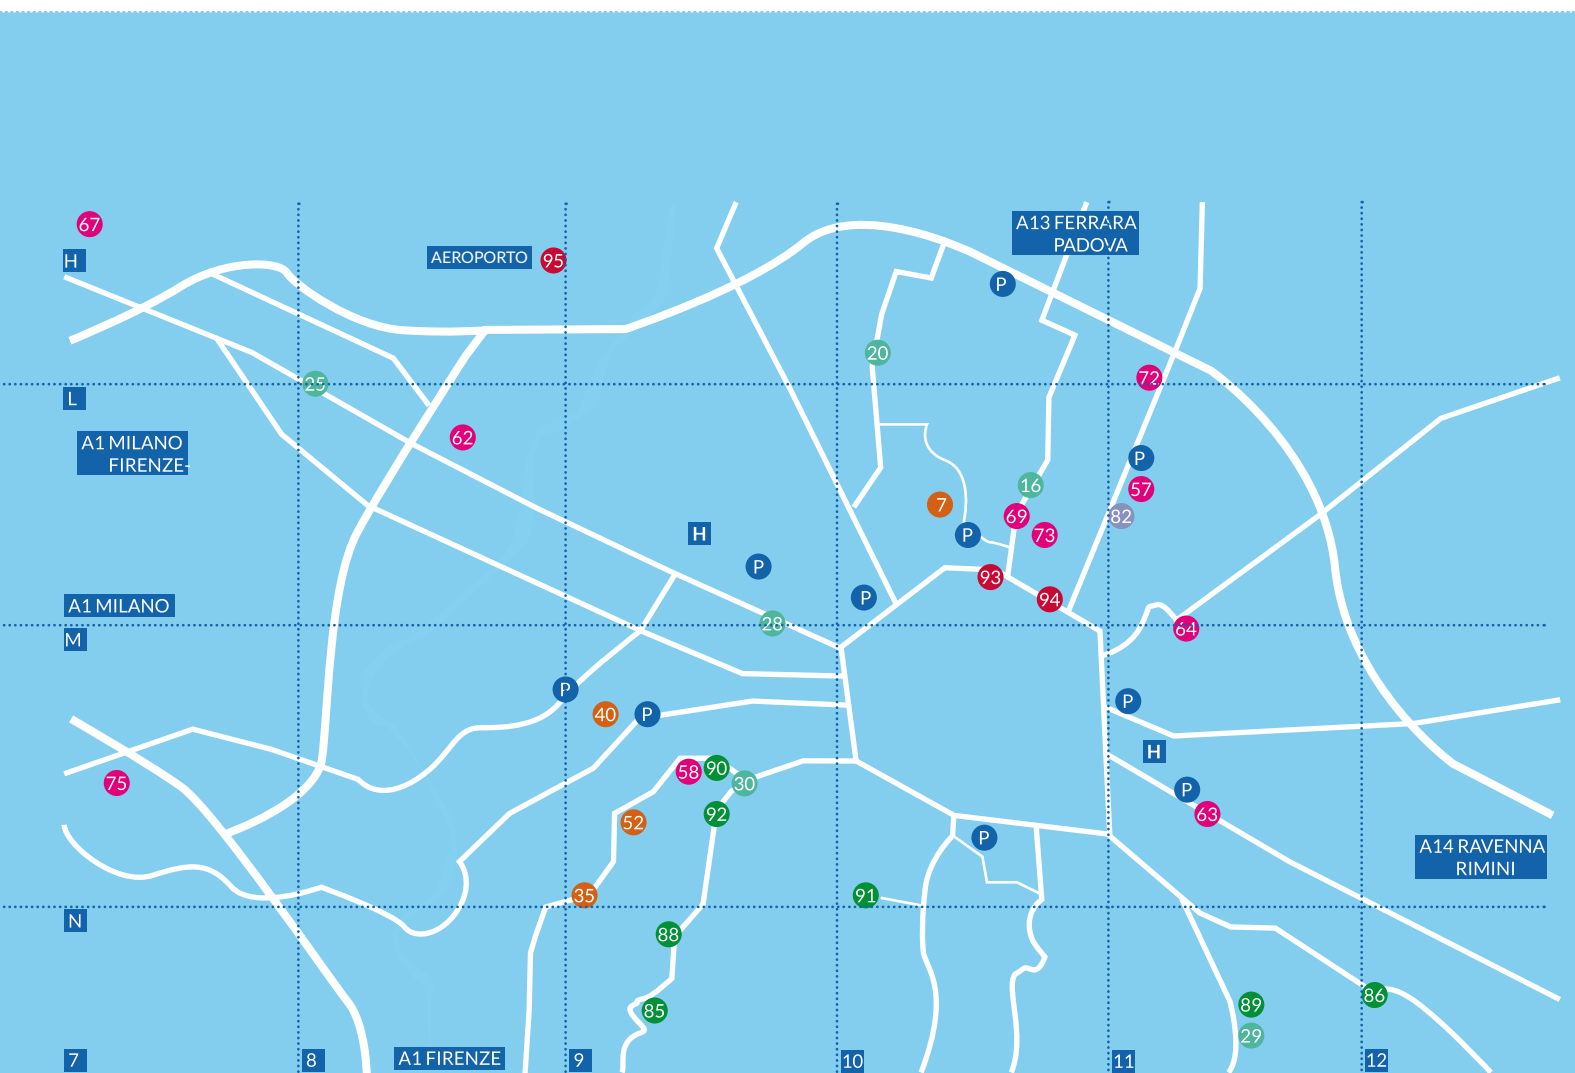 67
A13 FERRARA
PADOVA
H
AEROPORTO
95
P
20
72
25
L
62
A1 MILANO
FIRENZE-
P
16
57
7
69
82
H
P
73
P
93
P
94
A1 MILANO
28
64
M
P
P
40
P
H
58
90
75
30
P
92
63
52
P
A14 RAVENNA
RIMINI
35
91
N
88
86
89
85
29
7
8
A1 FIRENZE
9
10
11
12